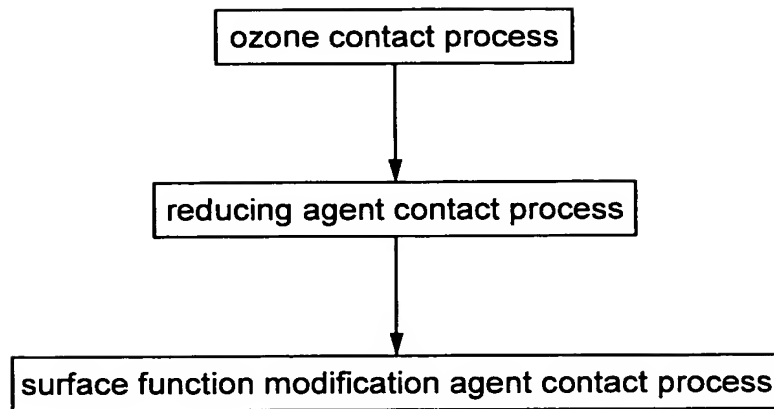 ozone contact process
reducing agent contact process
surface function modification agent contact process